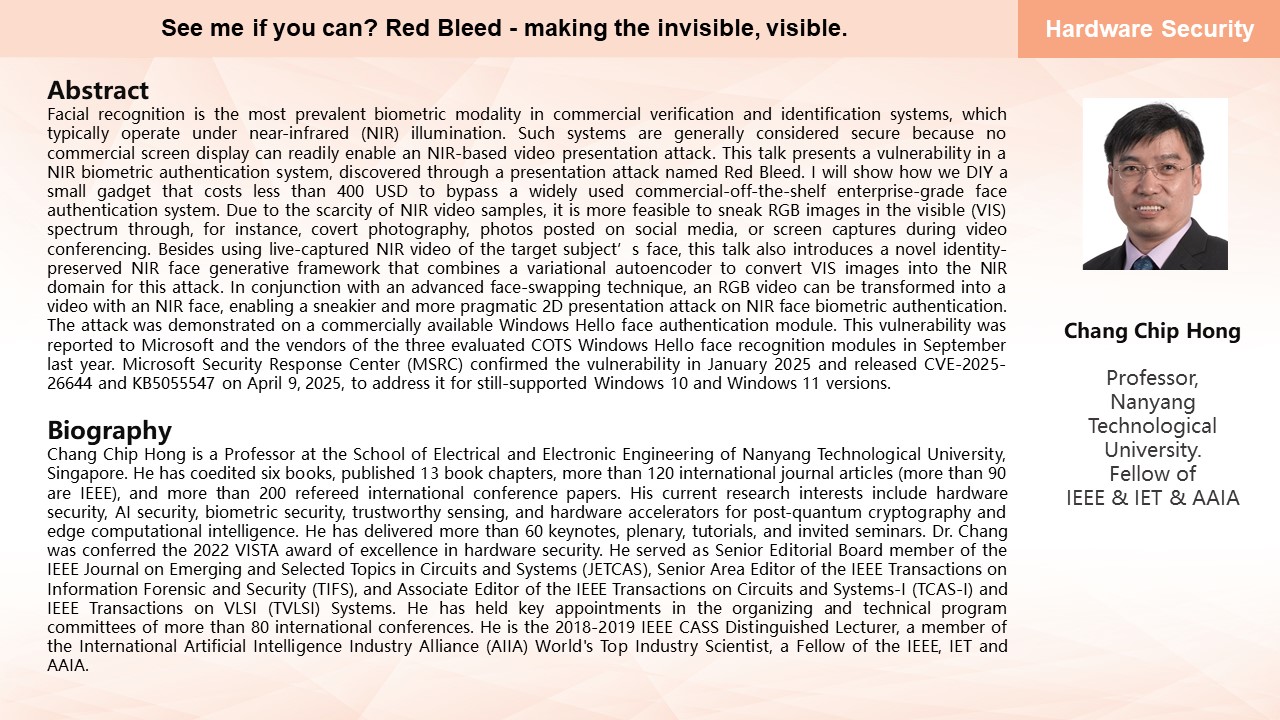 See me if you can? Red Bleed - making the invisible, visible.
Hardware Security
Abstract
Facial recognition is the most prevalent biometric modality in commercial verification and identification systems, which
typically operate under near-infrared (NIR) illumination. Such systems are generally considered secure because no
commercial screen display can readily enable an NIR-based video presentation attack. This talk presents a vulnerability in a
NIR biometric authentication system, discovered through a presentation attack named Red Bleed. I will show how we DIY a
small gadget that costs less than 400 USD to bypass a widely used commercial-off-the-shelf enterprise-grade face
authentication system. Due to the scarcity of NIR video samples, it is more feasible to sneak RGB images in the visible (VIS)
spectrum through, for instance, covert photography, photos posted on social media, or screen captures during video
conferencing. Besides using live-captured NIR video of the target subject’s face, this talk also introduces a novel identity-
preserved NIR face generative framework that combines a variational autoencoder to convert VIS images into the NIR
domain for this attack. In conjunction with an advanced face-swapping technique, an RGB video can be transformed into a
video with an NIR face, enabling a sneakier and more pragmatic 2D presentation attack on NIR face biometric authentication.
The attack was demonstrated on a commercially available Windows Hello face authentication module. This vulnerability was
reported to Microsoft and the vendors of the three evaluated COTS Windows Hello face recognition modules in September
last year. Microsoft Security Response Center (MSRC) confirmed the vulnerability in January 2025 and released CVE-2025-
26644 and KB5055547 on April 9, 2025, to address it for still-supported Windows 10 and Windows 11 versions.
Biography
Chang Chip Hong is a Professor at the School of Electrical and Electronic Engineering of Nanyang Technological University,
Singapore. He has coedited six books, published 13 book chapters, more than 120 international journal articles (more than 90
are IEEE), and more than 200 refereed international conference papers. His current research interests include hardware
security, AI security, biometric security, trustworthy sensing, and hardware accelerators for post-quantum cryptography and
edge computational intelligence. He has delivered more than 60 keynotes, plenary, tutorials, and invited seminars. Dr. Chang
was conferred the 2022 VISTA award of excellence in hardware security. He served as Senior Editorial Board member of the
IEEE Journal on Emerging and Selected Topics in Circuits and Systems (JETCAS), Senior Area Editor of the IEEE Transactions on
Information Forensic and Security (TIFS), and Associate Editor of the IEEE Transactions on Circuits and Systems-I (TCAS-I) and
IEEE Transactions on VLSI (TVLSI) Systems. He has held key appointments in the organizing and technical program
committees of more than 80 international conferences. He is the 2018-2019 IEEE CASS Distinguished Lecturer, a member of
the International Artificial Intelligence Industry Alliance (AIIA) World's Top Industry Scientist, a Fellow of the IEEE, IET and
AAIA.
Chang Chip Hong
Professor,
Nanyang
Technological
University.
Fellow of
IEEE & IET & AAIA